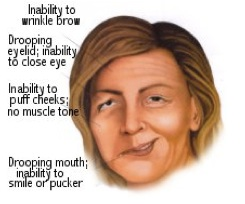 Inability to
wrinkle brow
Drooping
eyelid; inability
to close eye
Inability to
puff cheeks;
no muscle tone
Drooping mouth;
inability to
smile or pucker